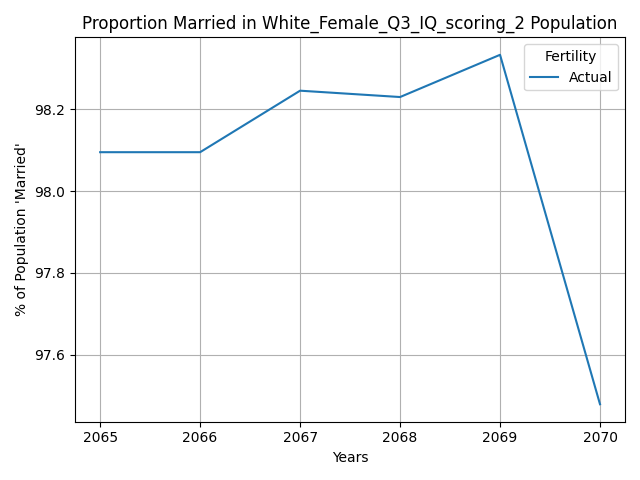 Proportion Married in White_Female_Q3_IQ_scoring_2 Population
Fertility
Actual
% of Population 'Married'
98.2
98.0
97.8
97.6
2065 2066 2067 2068 2069 2070
Years